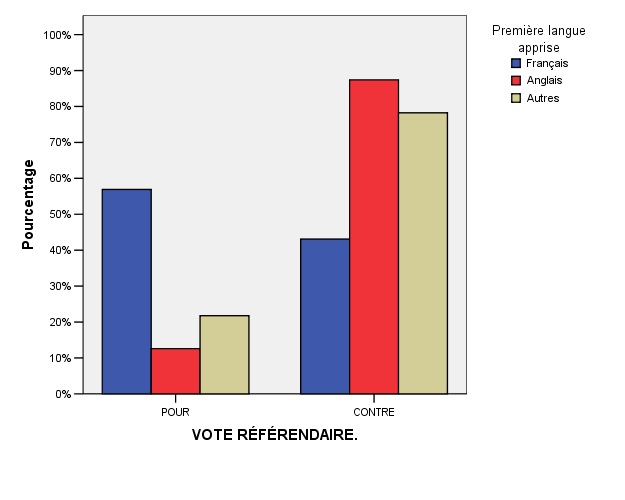 Première langue
apprise
Français
Anglais
Autres
Pourcentage
100%
90%
80%
70%
60%
50%
40%
30%
20%
10%
0%
POUR
CONTRE
VOTE RÉFÉRENDAIRE.